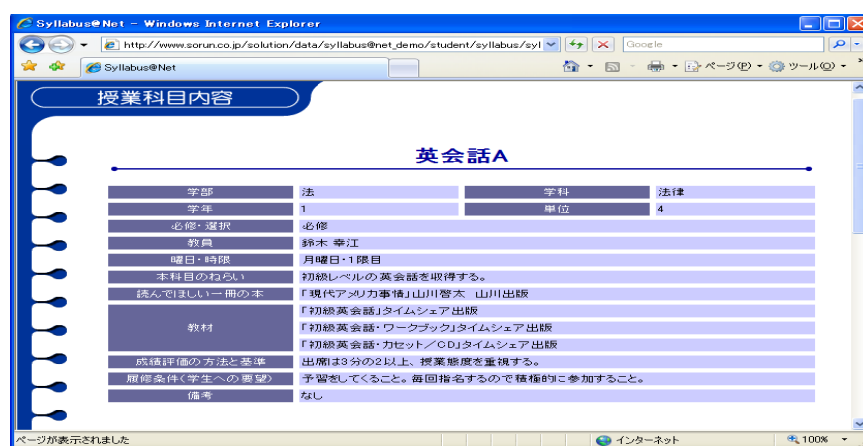 Syllabus@Net - Windows Internet Explorer
http://www.sorun.co.jp/solution/data/syllabus@net_demo/student/syllabus/syl
Google
Syllabus@Net
ページ(P)
ツール(O)
授業科目内容
英会話A
学部 法 学科 法律
学年 1 単位 4
必修・選択 必修
教員 鈴木 幸江
曜日・時限 月曜日・1限目
本科目のねらい 初級レベルの英会話を取得する。
読んでほしい一冊の本 「現代アメリカ事情」山川啓太 山川出版
教材 「初級英会話」タイムシェア出版
「初級英会話・ワークブック」タイムシェア出版
「初級英会話・カセット/CD」タイムシェア出版
成績評価の方法と基準 出席は3分の2以上、授業態度を重視する。
履修条件(学生への要望) 予習をしてくること。毎回指名するので積極的に参加すること。
備考 なし
ページが表示されました
インターネット
100%